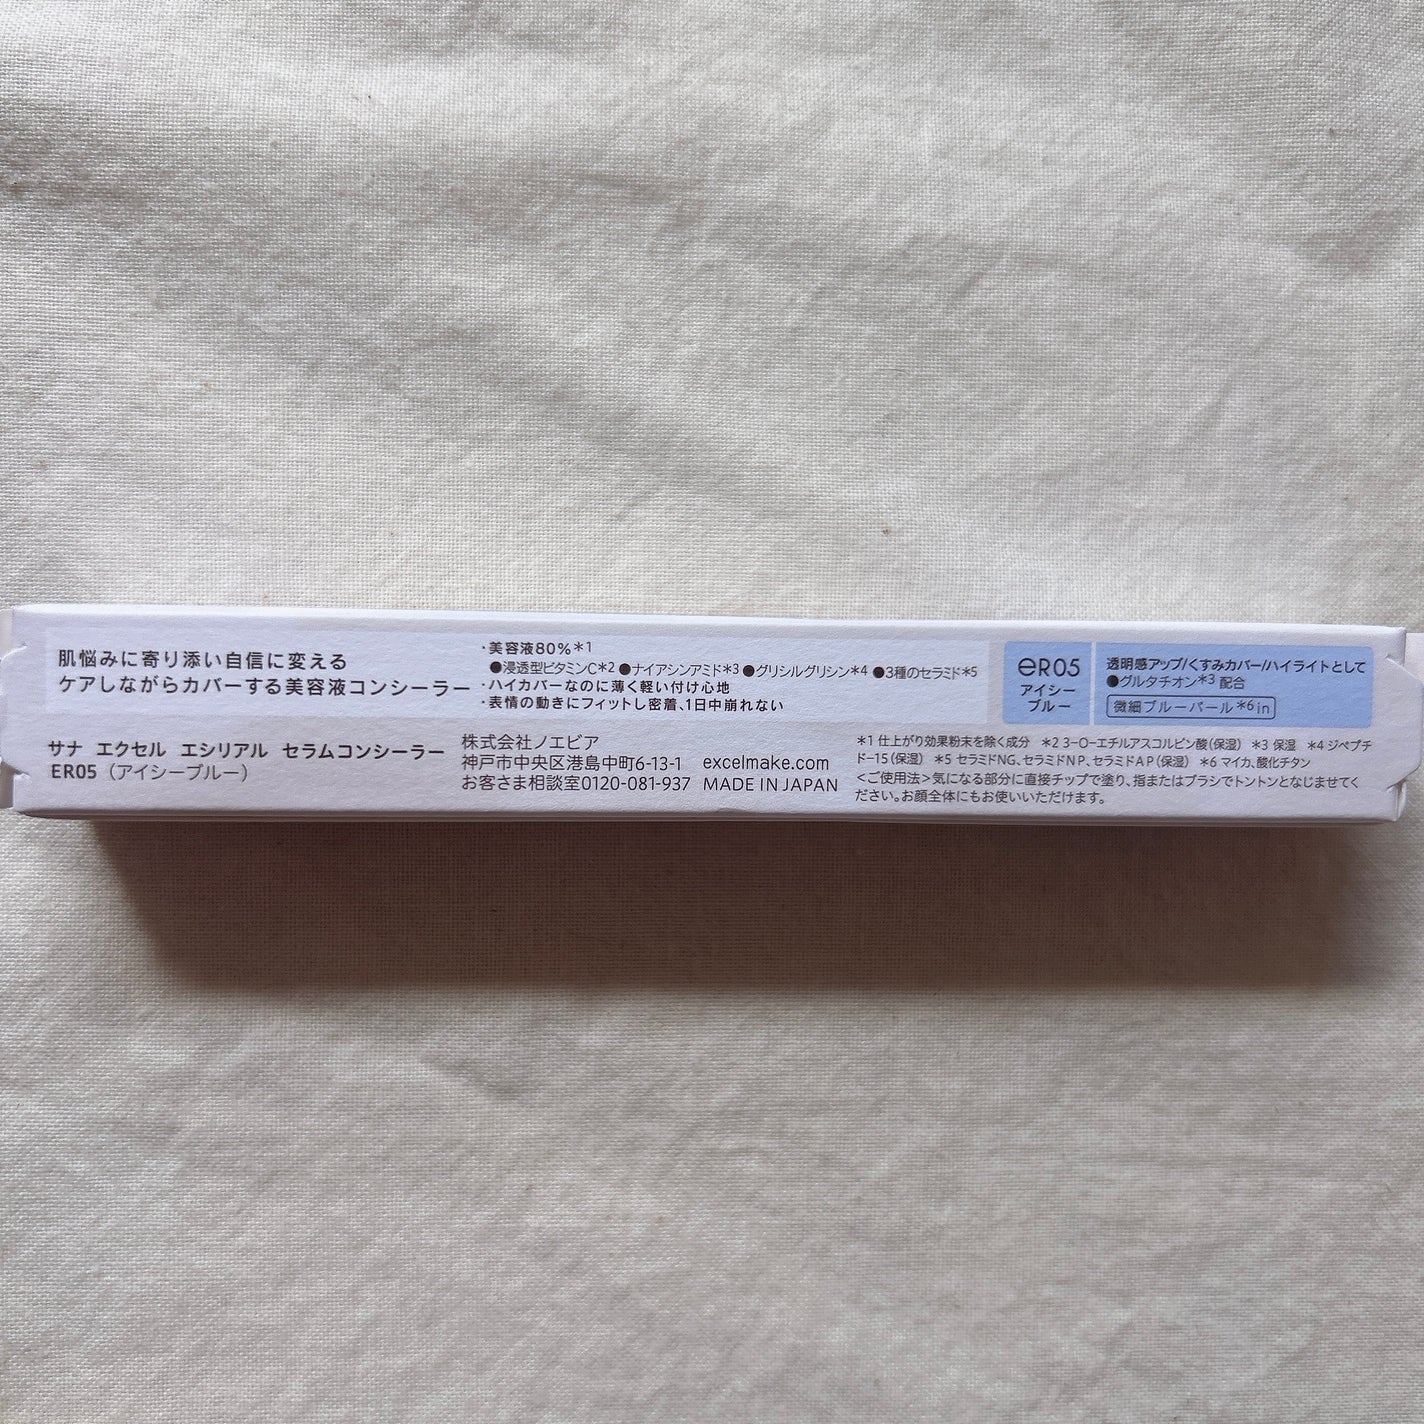 肌悩みに寄り添い自信に変える
ケアしながらカバーする美容液コンシーラー
・美容液80%*1
●浸透型ビタミンC*2 ●ナイアシンアミド*3 ●グリシルグリシン*4 ●3種のセラミド*5
・ハイカバーなのに薄く軽い付け心地
・表情の動きにフィットし密着、1日中崩れない
eR05
アイシー
ブルー
透明感アップ/くすみカバー/ハイライトとして
●グルタチオン*3 配合
微細ブルーパール*6 in
サナ エクセル エシリアル セラムコンシーラー
ER05（アイシーブルー）
株式会社ノエビア
神戸市中央区港島中町6-13-1 excelmake.com
お客さま相談室0120-081-937 MADE IN JAPAN
*1 仕上がり効果粉末を除く成分 *2 3-O-エチルアスコルビン酸（保湿） *3 保湿 *4 ジペプチ
ド-15（保湿） *5 セラミドNG、セラミドNP、セラミドAP（保湿） *6 マイカ、酸化チタン
<ご使用法>気になる部分に直接チップで塗り、指またはブラシでトントンとなじませてく
ださい。お顔全体にもお使いいただけます。